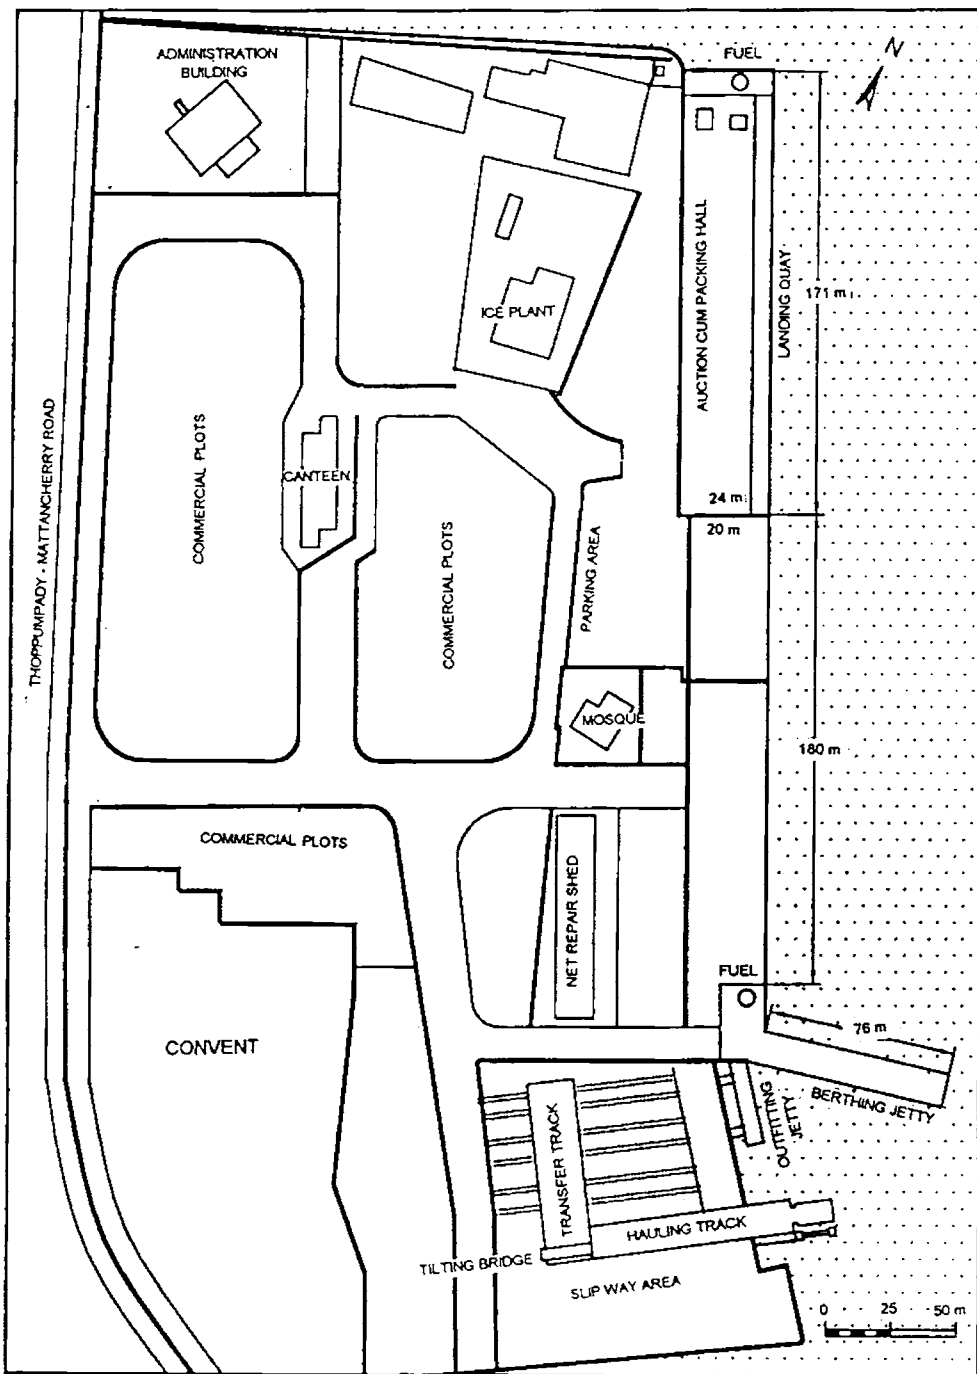 ADMINISTRATION
BUILDING
FUEL
N
ICE PLANT
AUCTION CUM PACKING HALL
LANDING QUAY
171 m
THOPPUMPADY - MATTANCHERRY ROAD
COMMERCIAL PLOTS
CANTEEN
COMMERCIAL PLOTS
24 m
20 m
PARKING AREA
MOSQUE
180 m
COMMERCIAL PLOTS
NET REPAIR SHED
FUEL
CONVENT
76 m
BERTHING JETTY
OUTFITTING
JETTY
TRANSFER TRACK
HAULING TRACK
TILTING BRIDGE
SLIP WAY AREA
0 25 50 m